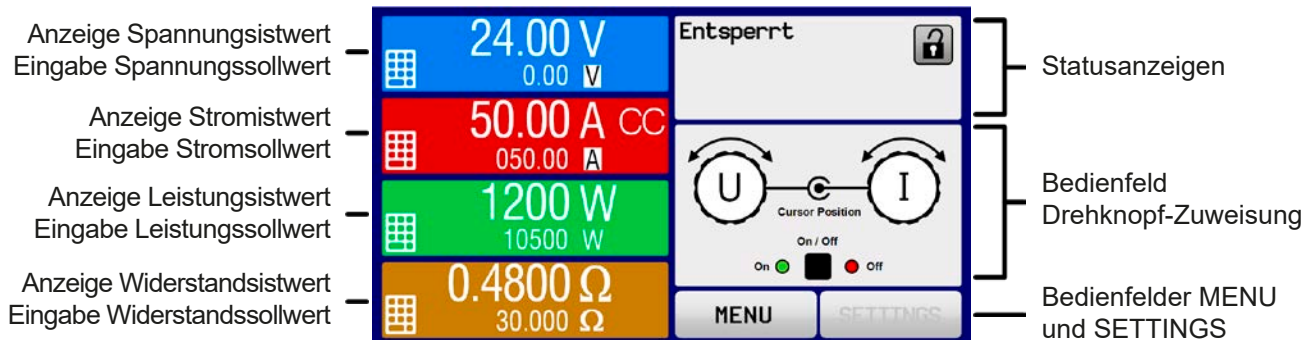 Anzeige Spannungsistwert
Eingabe Spannungssollwert
Anzeige Stromistwert
Eingabe Stromsollwert
Anzeige Leistungsistwert
Eingabe Leistungssollwert
Anzeige Widerstandsistwert
Eingabe Widerstandssollwert
24.00 V
0.00 V
50.00 A CC
050.00 A
1200 W
10500 W
0.4800 Ω
30.000 Ω
Entsperrt
U
I
Cursor Position
On / Off
On
Off
MENU
SETTINGS
Statusanzeigen
Bedienfeld
Drehknopf-Zuweisung
Bedienfelder MENU
und SETTINGS